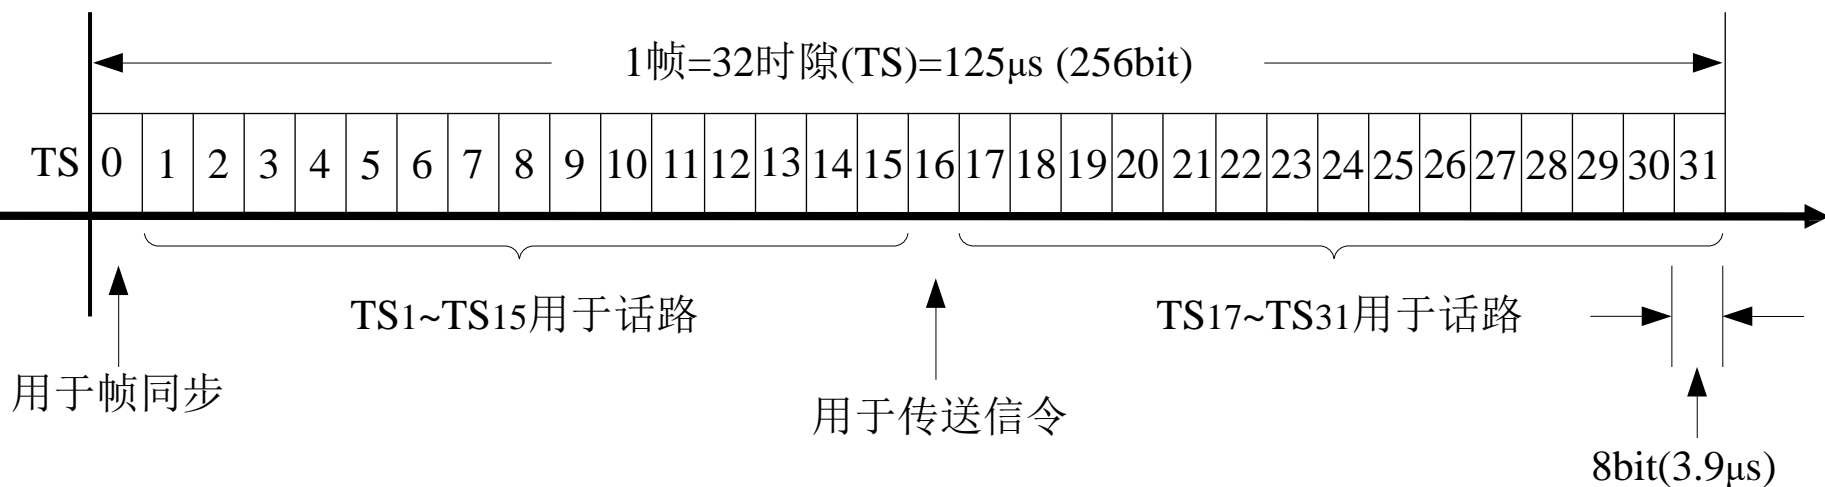 1帧=32时隙(TS)=125μs (256bit)
TS 0 1 2 3 4 5 6 7 8 9 10 11 12 13 14 15 16 17 18 19 20 21 22 23 24 25 26 27 28 29 30 31
TS1~TS15用于话路
TS17~TS31用于话路
用于帧同步
用于传送信令
8bit(3.9μs)